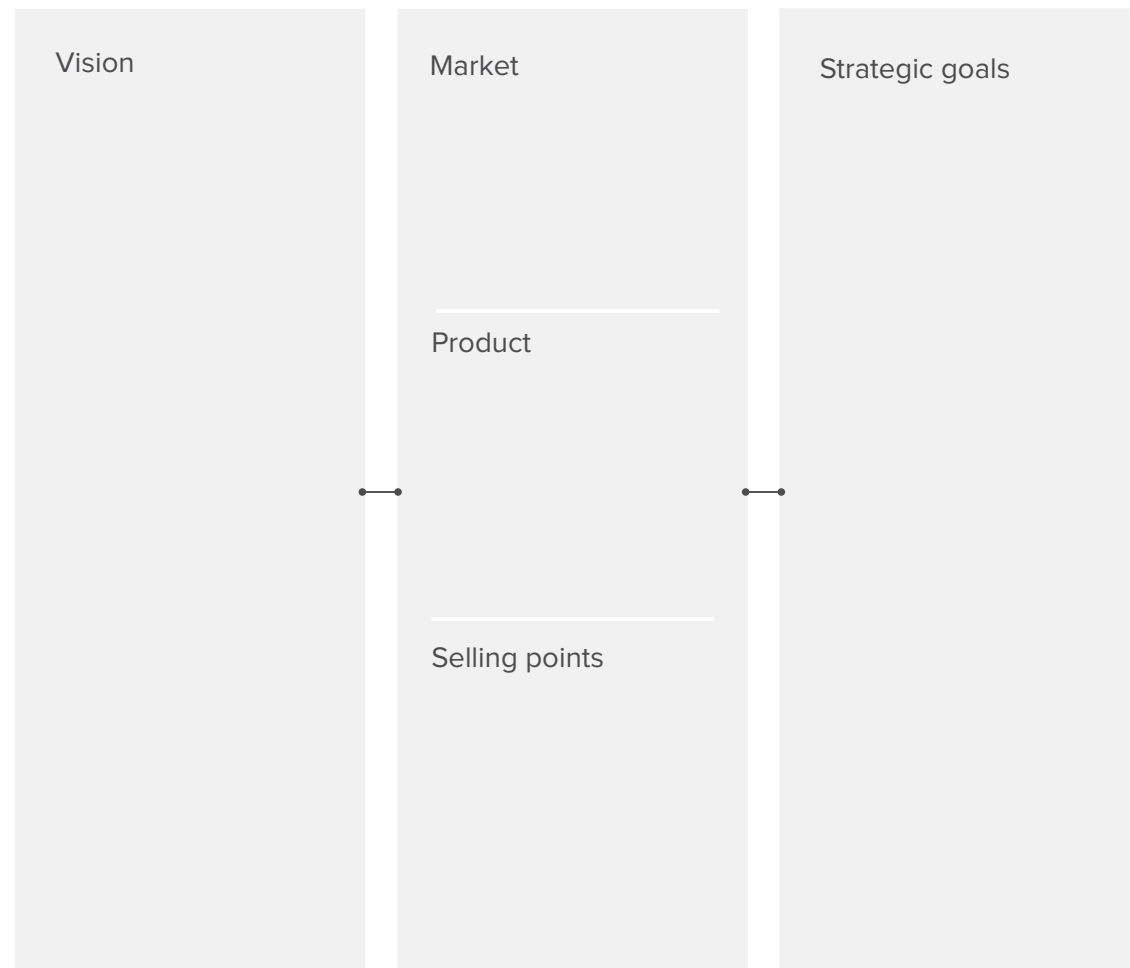 Vision
Market
Product
Selling points
Strategic goals